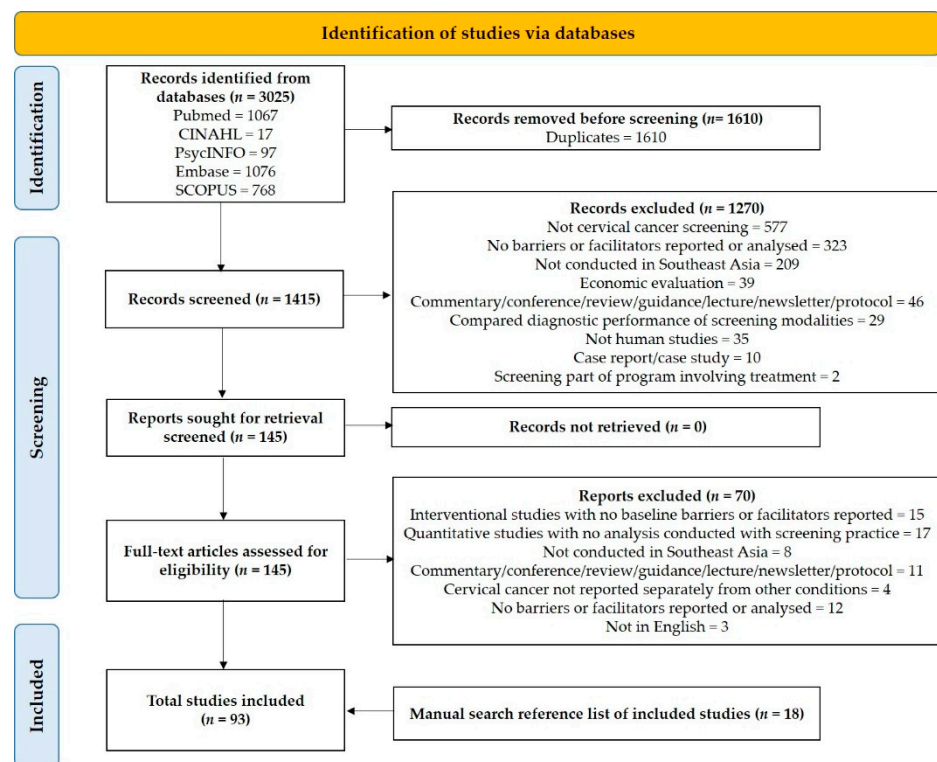 Identification of studies via databases
Identification
Records identified from
databases (n = 3025)
Pubmed = 1067
CINAHL = 17
PsycINFO = 97
Embase = 1076
SCOPUS = 768
Records removed before screening (n= 1610)
Duplicates = 1610
Screening
Records screened (n = 1415)
Records excluded (n = 1270)
Not cervical cancer screening = 577
No barriers or facilitators reported or analysed = 323
Not conducted in Southeast Asia = 209
Economic evaluation = 39
Commentary/conference/review/guidance/lecture/newsletter/protocol = 46
Compared diagnostic performance of screening modalities = 29
Not human studies = 35
Case report/case study = 10
Screening part of program involving treatment = 2
Reports sought for retrieval
screened (n = 145)
Records not retrieved (n = 0)
Full-text articles assessed for
eligibility (n = 145)
Reports excluded (n = 70)
Interventional studies with no baseline barriers or facilitators reported = 15
Quantitative studies with no analysis conducted with screening practice = 17
Not conducted in Southeast Asia = 8
Commentary/conference/review/guidance/lecture/newsletter/protocol = 11
Cervical cancer not reported separately from other conditions = 4
No barriers or facilitators reported or analysed = 12
Not in English = 3
Included
Total studies included
(n = 93)
Manual search reference list of included studies (n = 18)